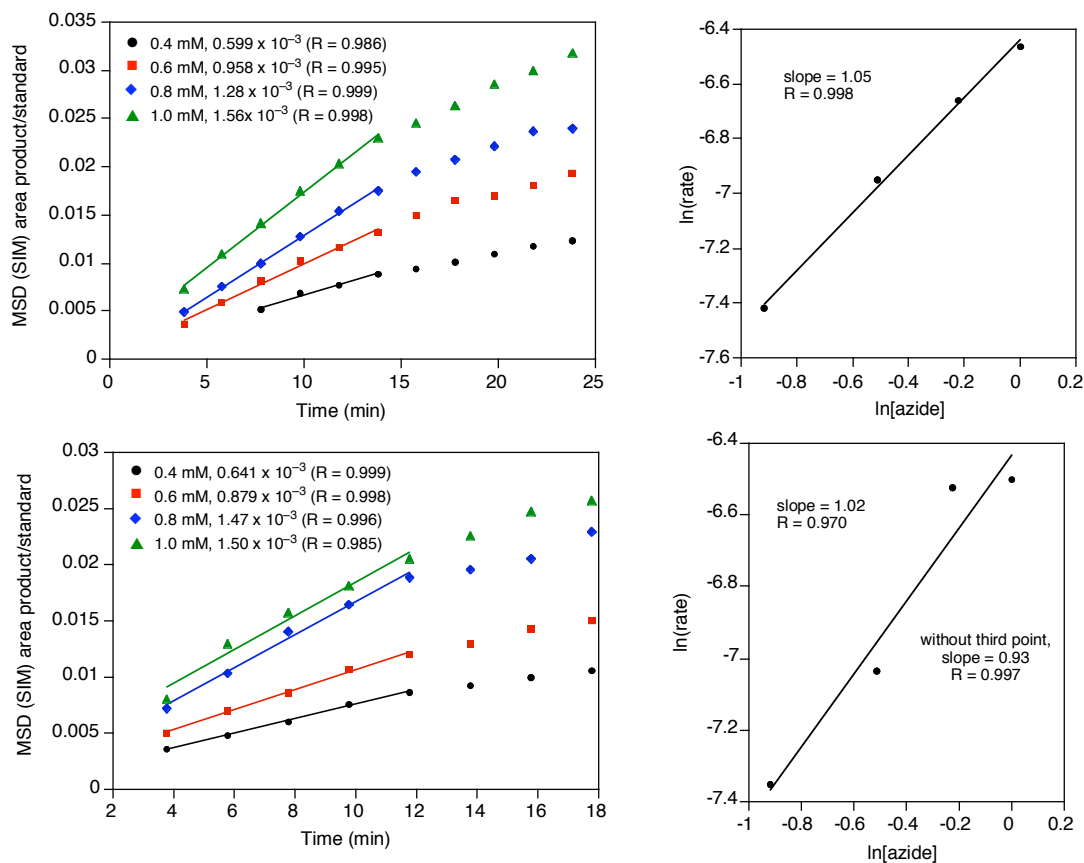 0.035
0.03
0.025
0.02
0.015
0.01
0.005
0
MSD (SIM) area product/standard
0.4 mM, 0.599 x 10⁻³ (R = 0.986)
0.6 mM, 0.958 x 10⁻³ (R = 0.995)
0.8 mM, 1.28 x 10⁻³ (R = 0.999)
1.0 mM, 1.56x 10⁻³ (R = 0.998)
0 5 10 15 20 25
Time (min)
-6.4
-6.6
-6.8
-7
-7.2
-7.4
-7.6
ln(rate)
slope = 1.05
R = 0.998
-1 -0.8 -0.6 -0.4 -0.2 0 0.2
ln[azide]
0.03
0.025
0.02
0.015
0.01
0.005
0
MSD (SIM) area product/standard
0.4 mM, 0.641 x 10⁻³ (R = 0.999)
0.6 mM, 0.879 x 10⁻³ (R = 0.998)
0.8 mM, 1.47 x 10⁻³ (R = 0.996)
1.0 mM, 1.50 x 10⁻³ (R = 0.985)
2 4 6 8 10 12 14 16 18
Time (min)
-6.4
-6.6
-6.8
-7
-7.2
-7.4
ln(rate)
slope = 1.02
R = 0.970
without third point,
slope = 0.93
R = 0.997
-1 -0.8 -0.6 -0.4 -0.2 0 0.2
ln[azide]